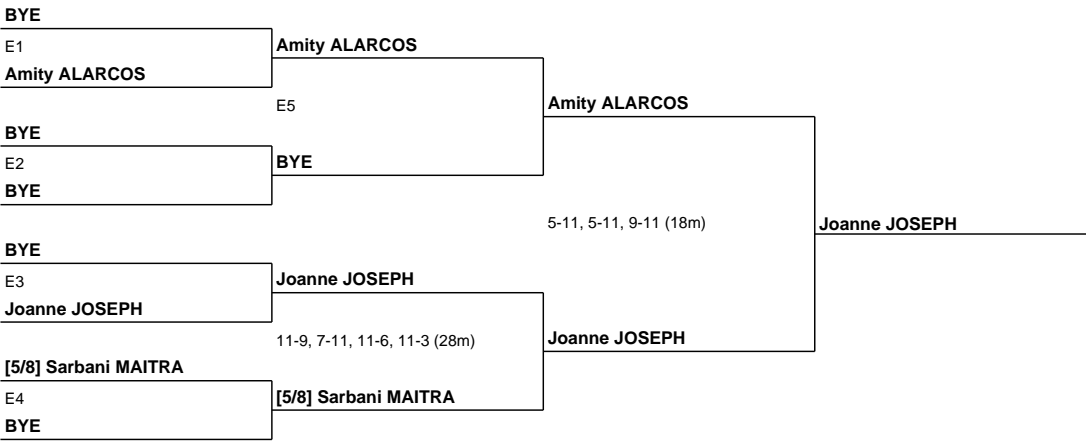 BYE
E1
Amity ALARCOS
Amity ALARCOS
E5
Amity ALARCOS
BYE
E2
BYE
BYE
5-11, 5-11, 9-11 (18m)
Joanne JOSEPH
BYE
E3
Joanne JOSEPH
Joanne JOSEPH
11-9, 7-11, 11-6, 11-3 (28m)
Joanne JOSEPH
[5/8] Sarbani MAITRA
E4
[5/8] Sarbani MAITRA
BYE